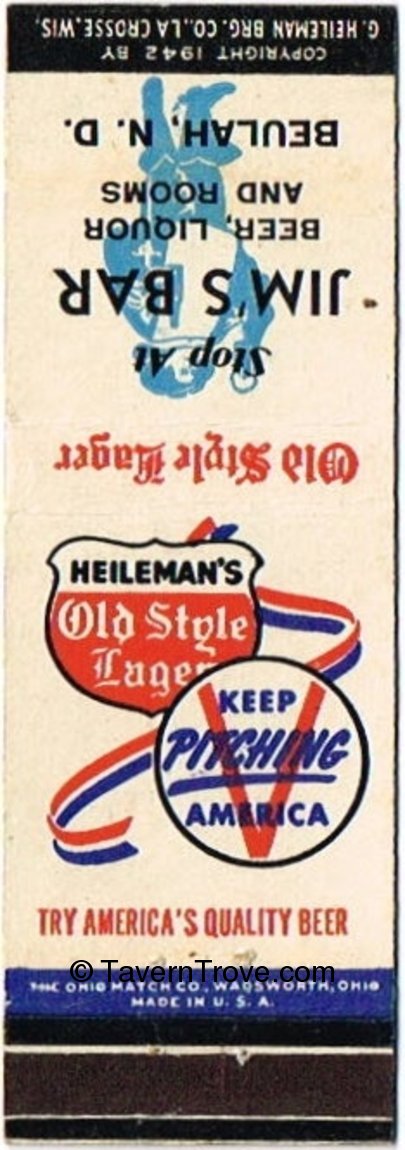 G. HEILEMAN BRG. CO., LA CROSSE, WIS.
COPYRIGHT 1942 BY
BEULAH, N. D.
AND ROOMS
BEER, LIQUOR
JIM'S BAR
Stop At
Old Style Lager
HEILEMAN'S
Old Style
Lager
KEEP
PITCHING
AMERICA
TRY AMERICA'S QUALITY BEER
© TavernTrove.com
THE OHIO MATCH CO., WADSWORTH, OHIO
MADE IN U. S. A.